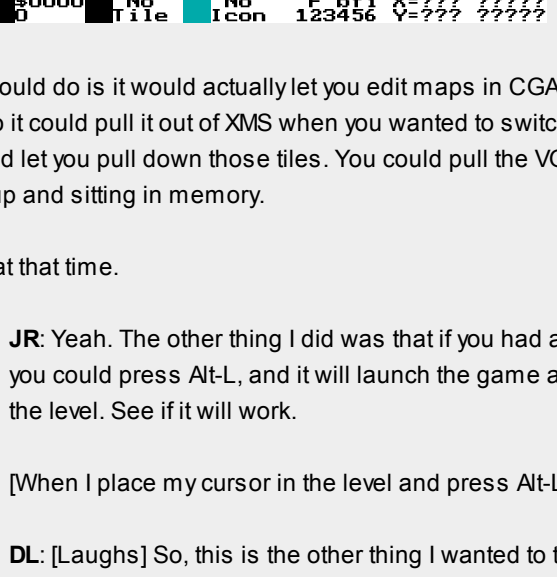 $0000 No No F bfi X=??? ?????
0 Tile Icon 123456 Y=??? ?????
ould do is it would actually let you edit maps in CGA
o it could pull it out of XMS when you wanted to switc
d let you pull down those tiles. You could pull the VG
up and sitting in memory.
at that time.
JR: Yeah. The other thing I did was that if you had a
you could press Alt-L, and it will launch the game a
the level. See if it will work.
[When I place my cursor in the level and press Alt-L
DL: [Laughs] So, this is the other thing I wanted to t